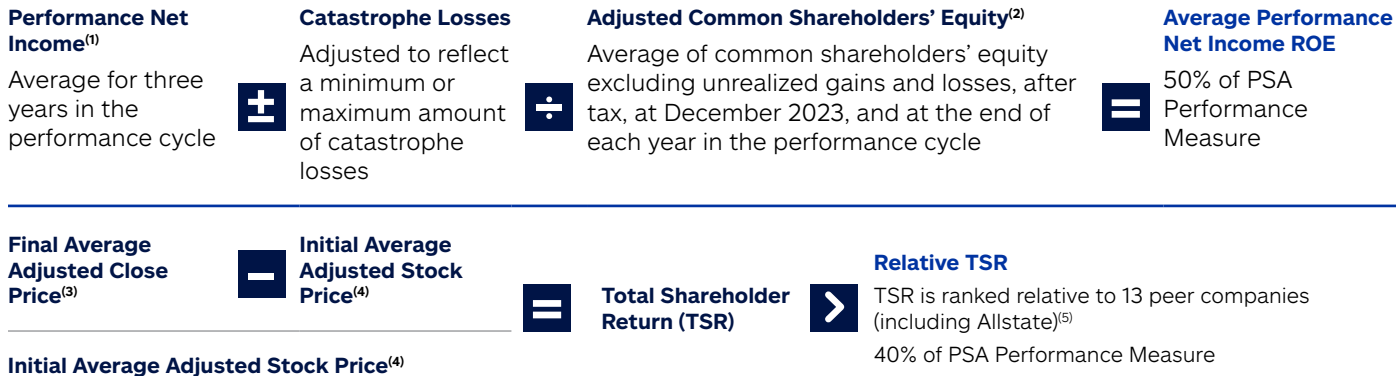 Performance Net
Income(1)
Average for three
years in the
performance cycle
±
Catastrophe Losses
Adjusted to reflect
a minimum or
maximum amount
of catastrophe
losses
÷
Adjusted Common Shareholders’ Equity(2)
Average of common shareholders’ equity
excluding unrealized gains and losses, after
tax, at December 2023, and at the end of
each year in the performance cycle
=
Average Performance
Net Income ROE
50% of PSA
Performance
Measure
Final Average
Adjusted Close
Price(3)
−
Initial Average
Adjusted Stock
Price(4)
Initial Average Adjusted Stock Price(4)
=
Total Shareholder
Return (TSR)
>
Relative TSR
TSR is ranked relative to 13 peer companies
(including Allstate)(5)
40% of PSA Performance Measure